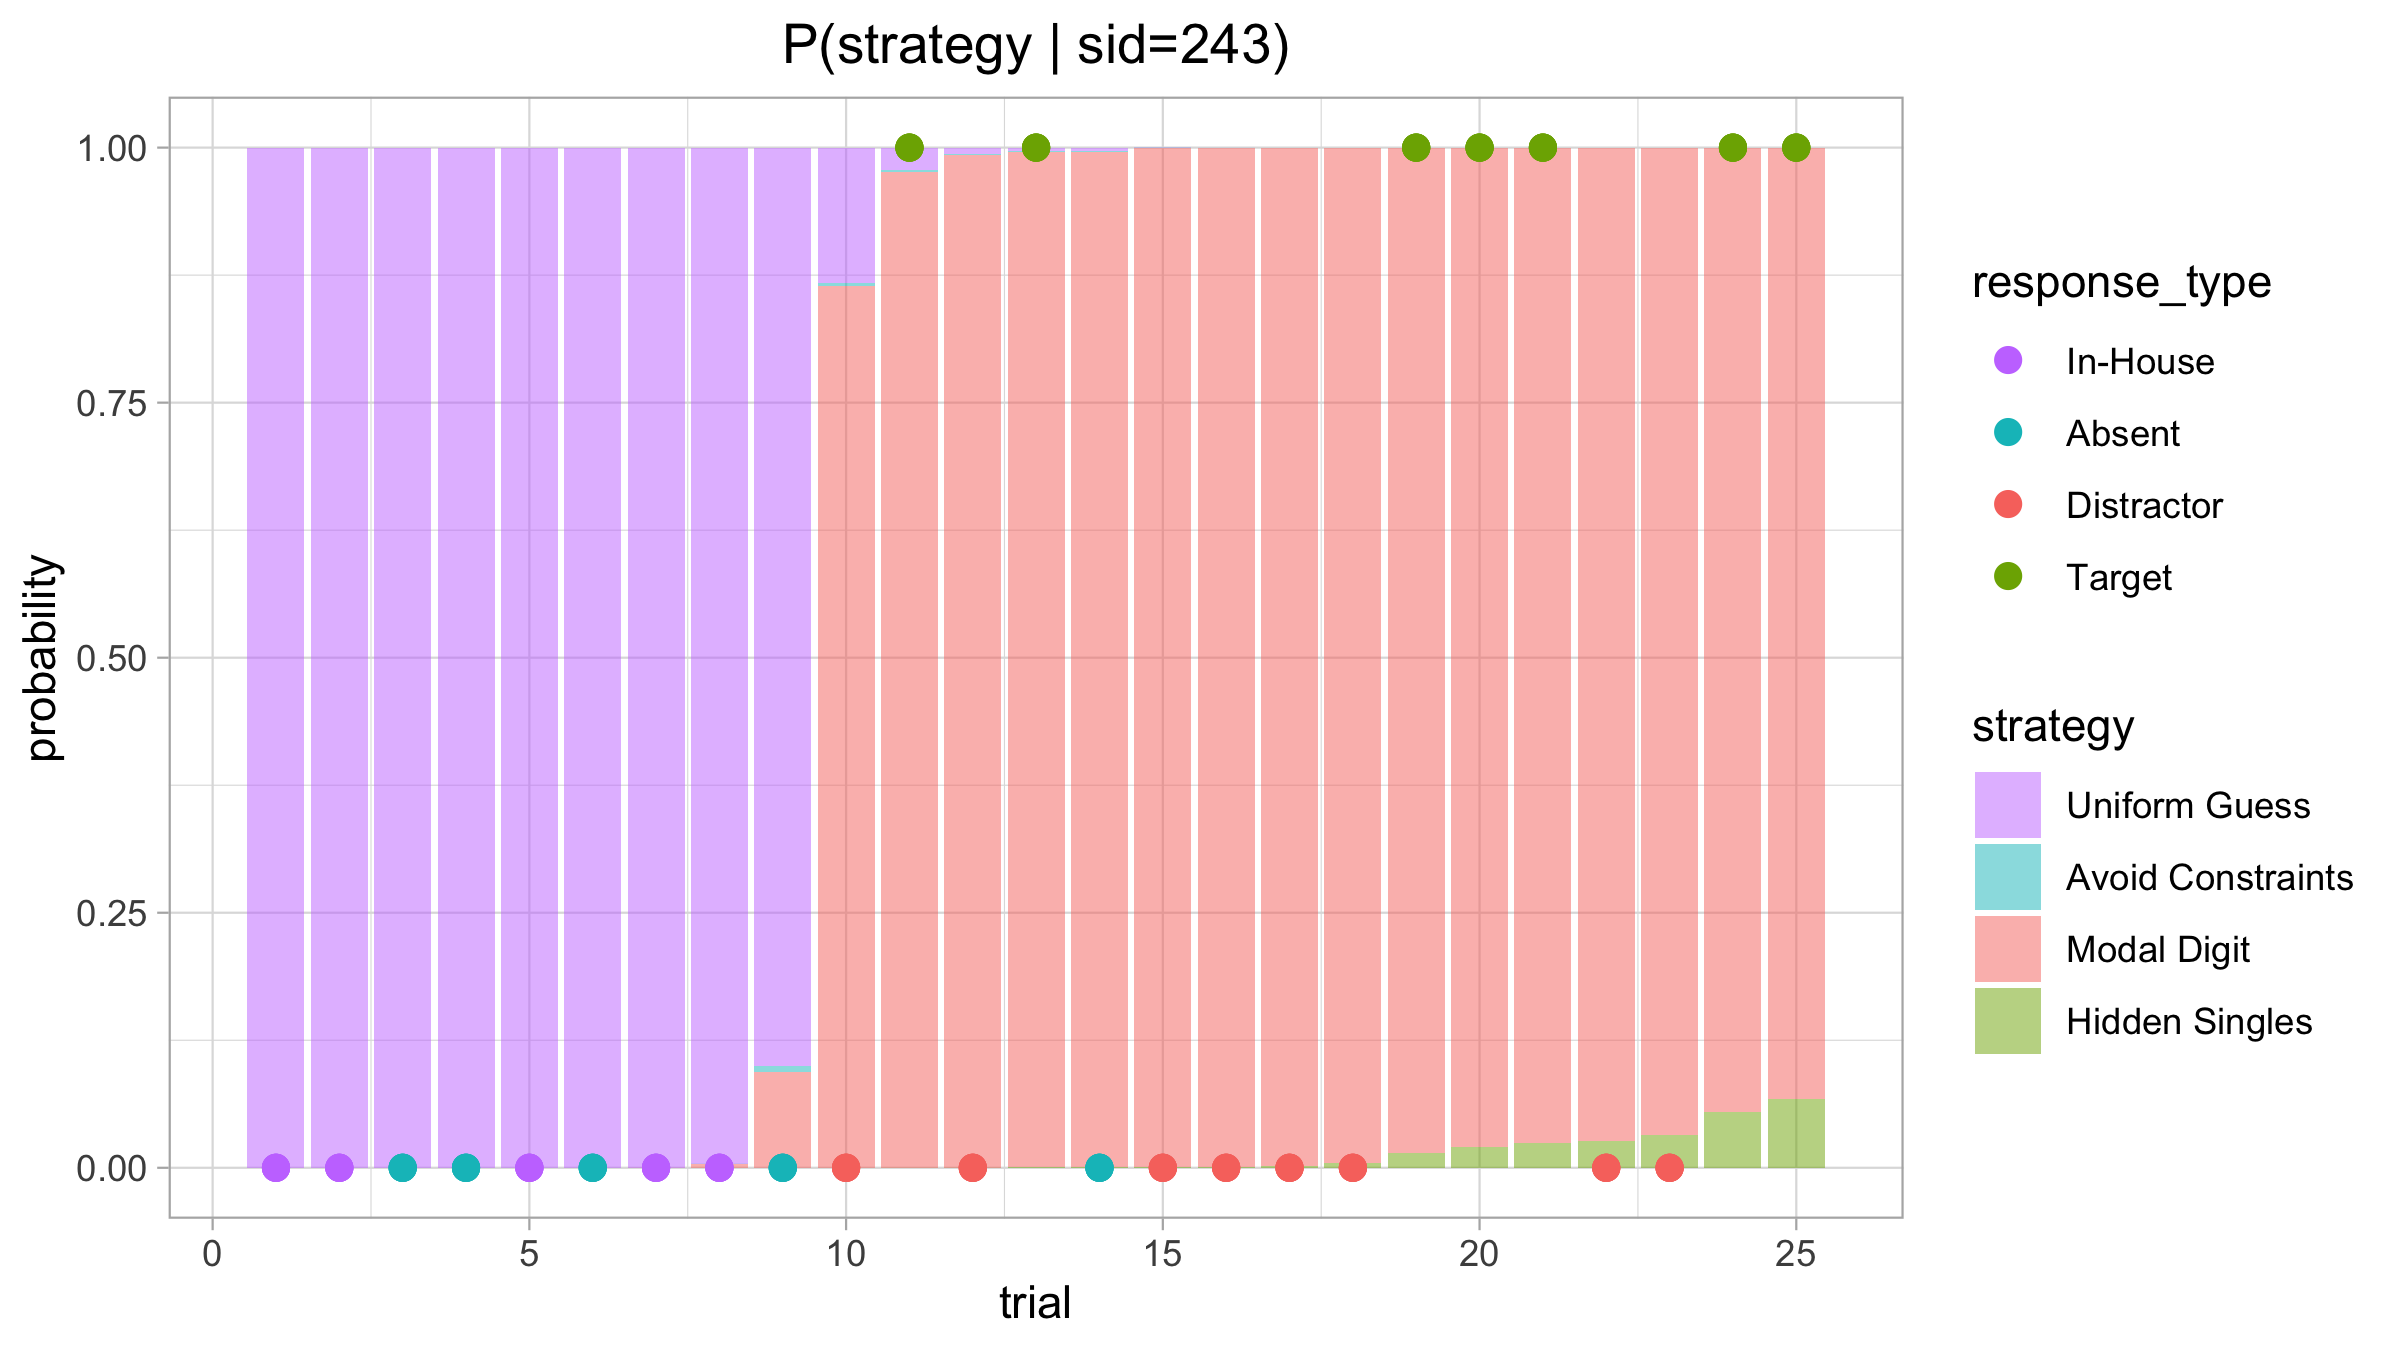 P(strategy | sid=243)
probability
1.00
0.75
0.50
0.25
0.00
0 5 10 15 20 25
trial
response_type
In-House
Absent
Distractor
Target
strategy
Uniform Guess
Avoid Constraints
Modal Digit
Hidden Singles